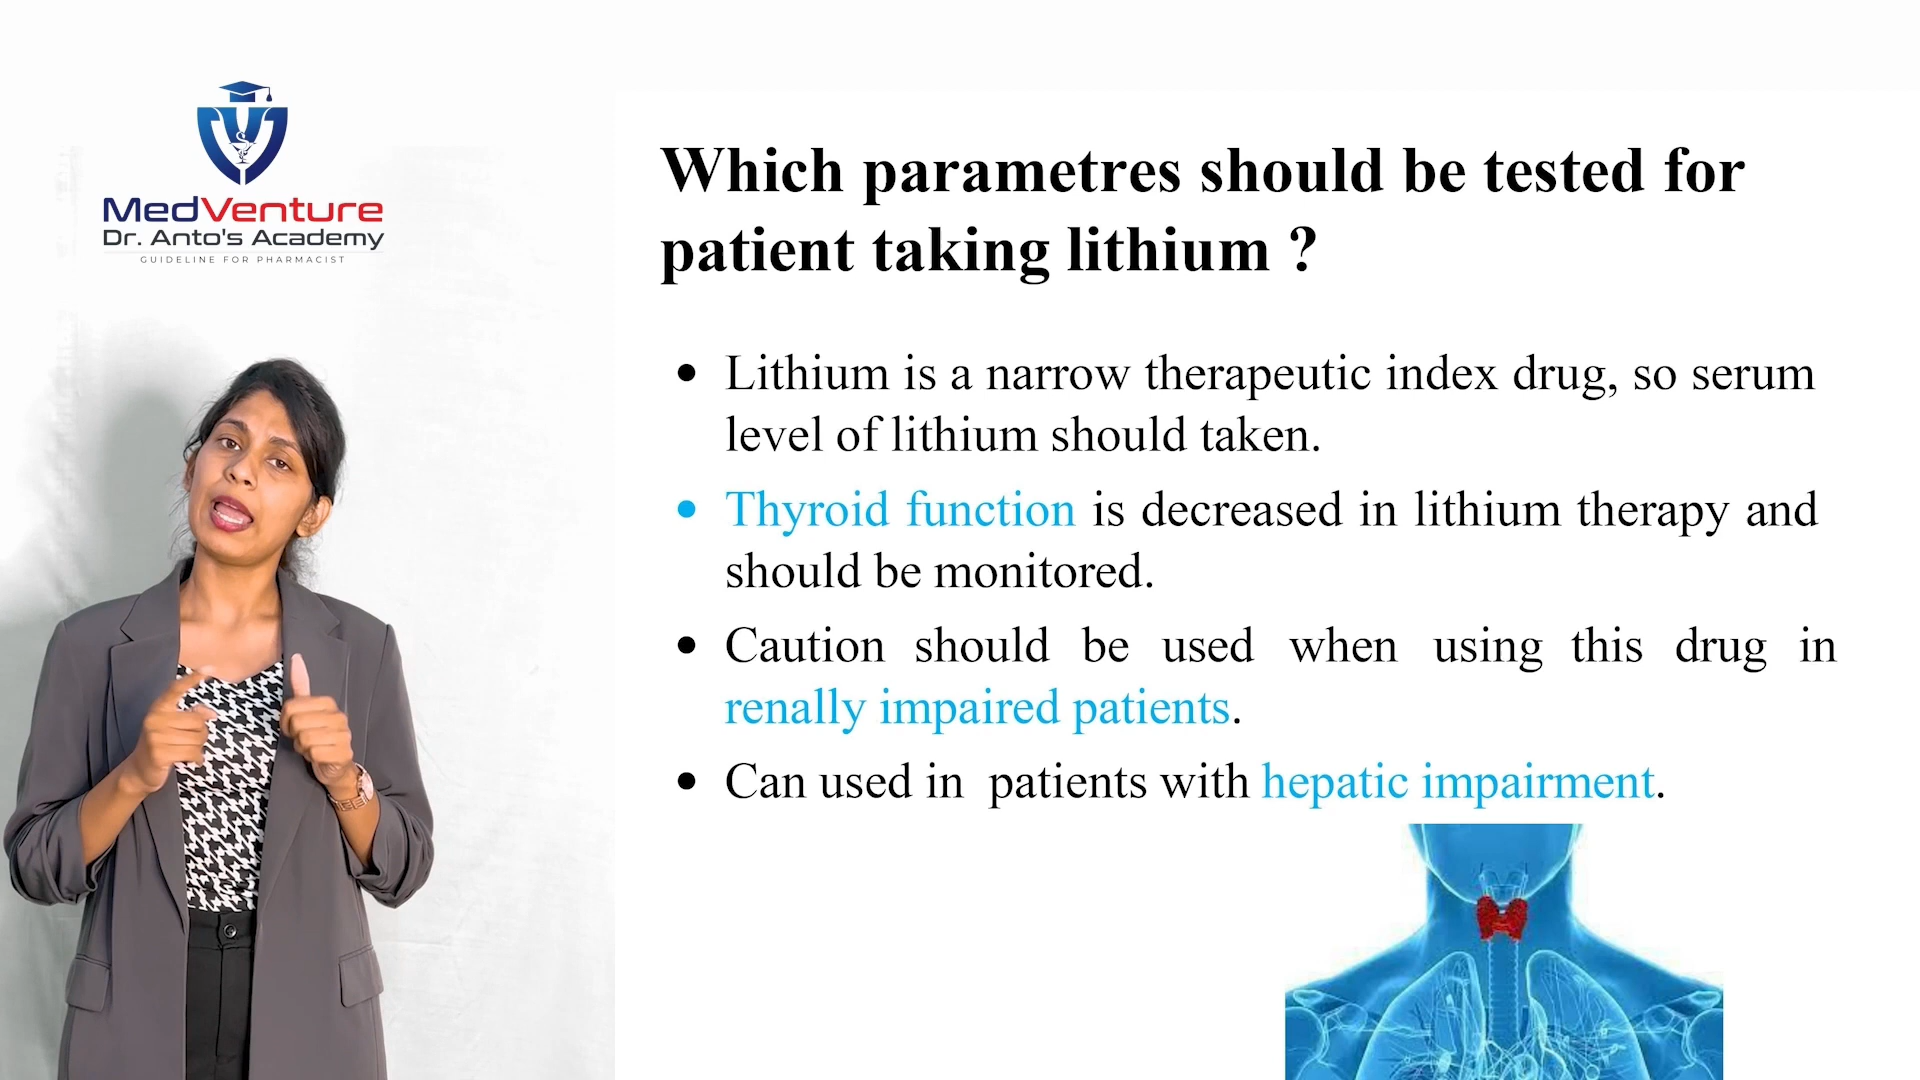 MedVenture
Dr. Anto's Academy
GUIDELINE FOR PHARMACIST
Which parametres should be tested for
patient taking lithium ?
• Lithium is a narrow therapeutic index drug, so serum
level of lithium should taken.
• Thyroid function is decreased in lithium therapy and
should be monitored.
• Caution should be used when using this drug in
renally impaired patients.
• Can used in patients with hepatic impairment.